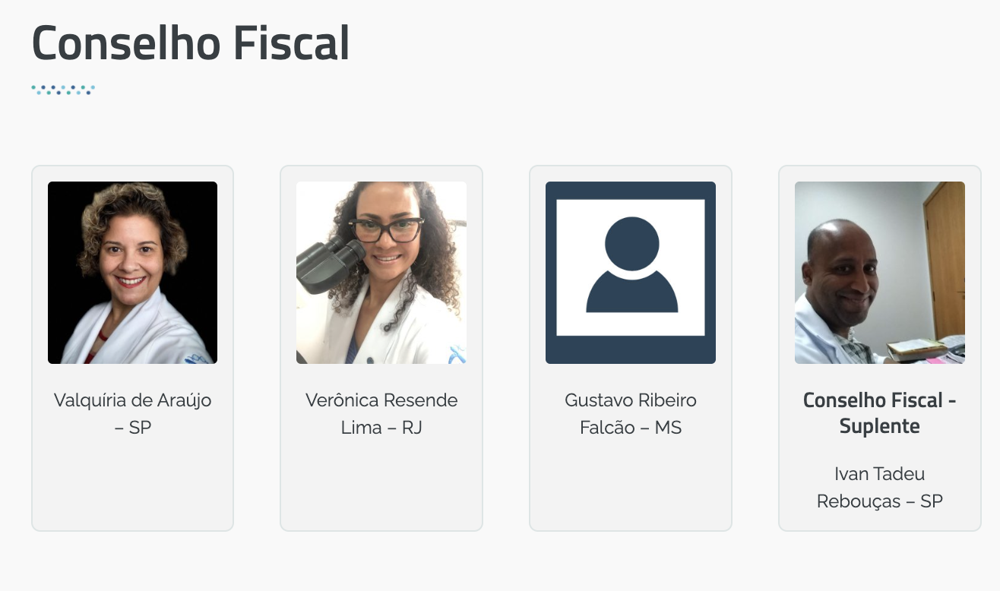 Conselho Fiscal
Valquíria de Araújo
– SP
Verônica Resende
Lima – RJ
Gustavo Ribeiro
Falcão – MS
Conselho Fiscal -
Suplente
Ivan Tadeu
Rebouças – SP